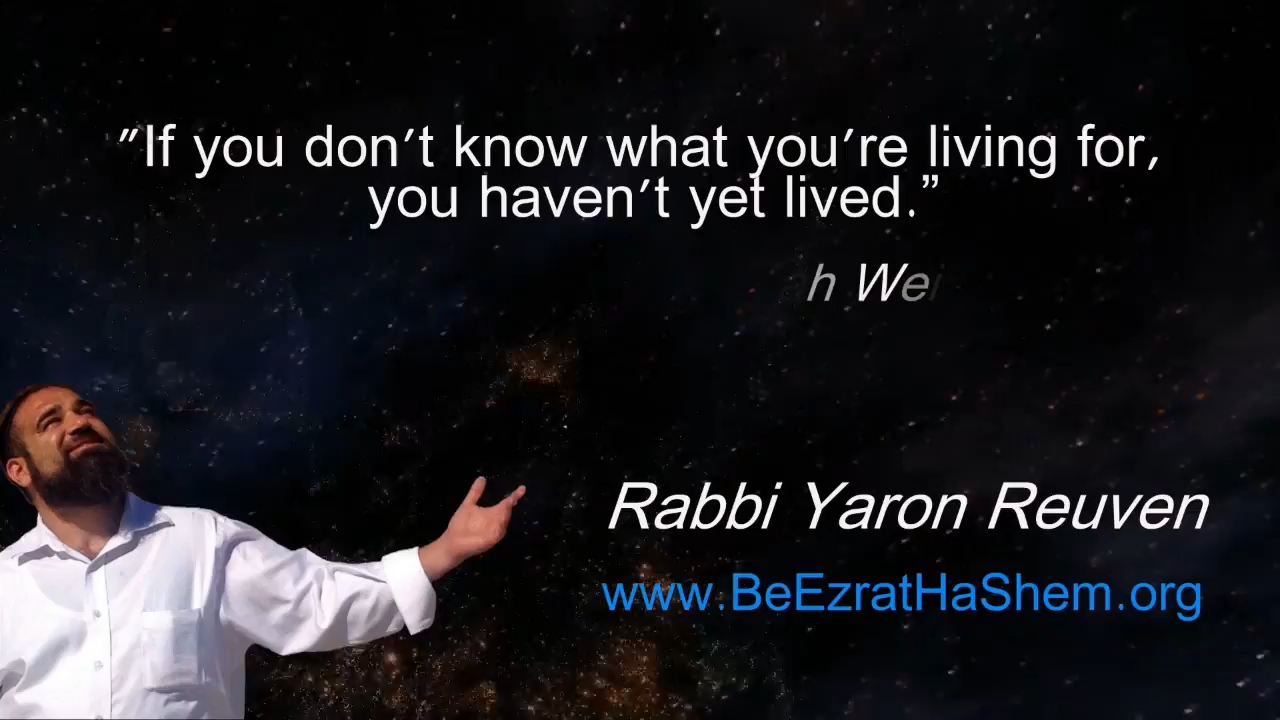 "If you don't know what you're living for,
you haven't yet lived."
h We
Rabbi Yaron Reuven
www.BeEzratHaShem.org